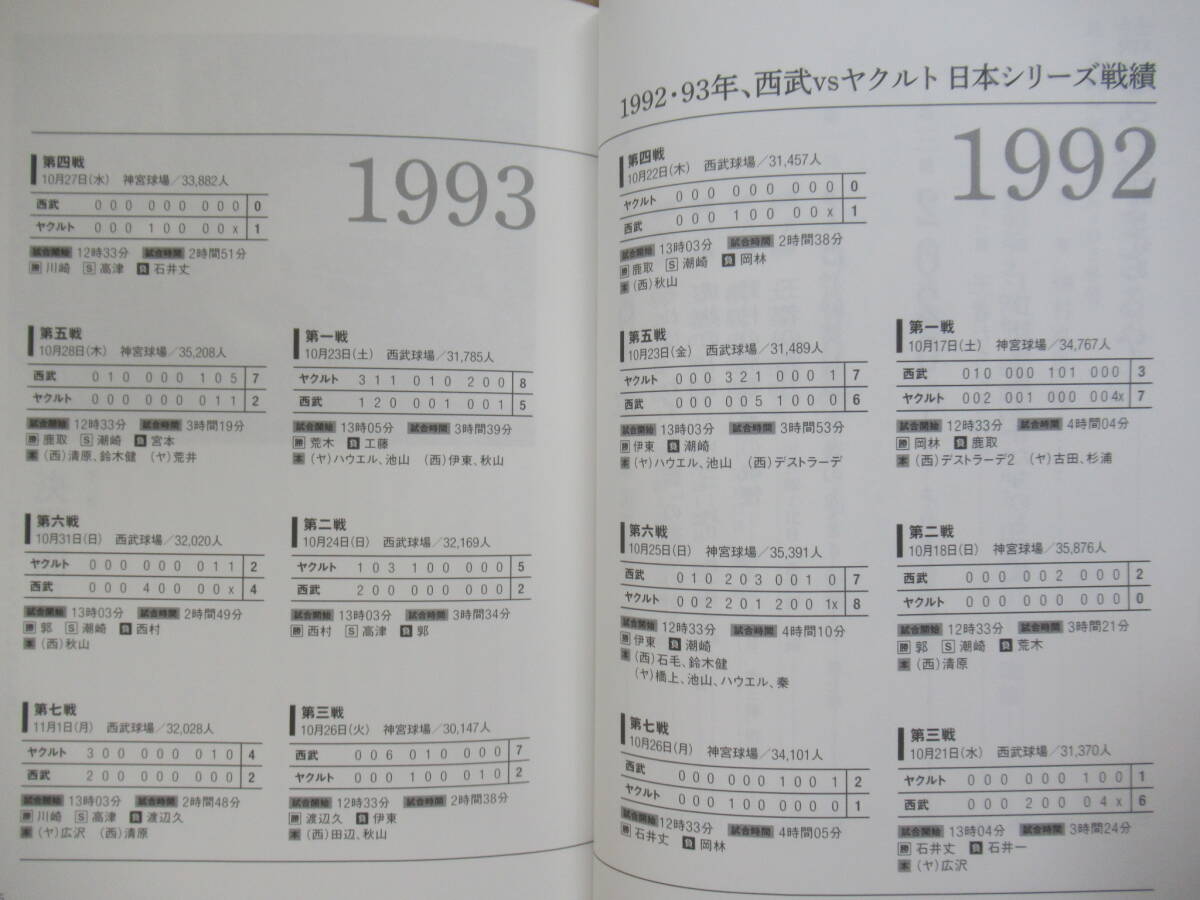 1992・93年、西武vsヤクルト 日本シリーズ戦績
1992
第一戦
10月17日(土) 神宮球場/34,767人
西武 010 000 101 000 3
ヤクルト 002 001 000 004x 7
試合開始 12時33分 試合時間 4時間04分
勝 岡林 負 鹿取
本 (西)デストラーデ2 (ヤ)古田、杉浦
第二戦
10月18日(日) 神宮球場/35,876人
西武 000 002 000 2
ヤクルト 000 000 000 0
試合開始 12時33分 試合時間 3時間21分
勝 郭 S 潮崎 負 荒木
本 (西)清原
第三戦
10月21日(水) 西武球場/31,370人
ヤクルト 000 000 100 1
西武 000 200 04x 6
試合開始 13時04分 試合時間 3時間24分
勝 石井丈 負 石井一
本 (ヤ)広沢
第四戦
10月22日(木) 西武球場/31,457人
ヤクルト 000 000 000 0
西武 000 100 00x 1
試合開始 13時03分 試合時間 2時間38分
勝 鹿取 S 潮崎 負 岡林
本 (西)秋山
第五戦
10月23日(金) 西武球場/31,489人
ヤクルト 000 321 000 1 7
西武 000 005 100 0 6
試合開始 13時03分 試合時間 3時間53分
勝 伊東 負 潮崎
本 (ヤ)ハウエル、池山 (西)デストラーデ
第六戦
10月25日(日) 神宮球場/35,391人
西武 010 203 001 0 7
ヤクルト 002 201 200 1x 8
試合開始 12時33分 試合時間 4時間10分
勝 伊東 負 潮崎
本 (西)石毛、鈴木健
(ヤ)橋上、池山、ハウエル、秦
第七戦
10月26日(月) 神宮球場/34,101人
西武 000 000 100 1 2
ヤクルト 000 100 000 0 1
試合開始 12時33分 試合時間 4時間05分
勝 石井丈 負 岡林
1993
第一戦
10月23日(土) 西武球場/31,785人
ヤクルト 311 010 200 8
西武 120 001 001 5
試合開始 13時05分 試合時間 3時間39分
勝 荒木 負 工藤
本 (ヤ)ハウエル、池山 (西)伊東、秋山
第二戦
10月24日(日) 西武球場/32,169人
ヤクルト 103 100 000 5
西武 200 000 000 2
試合開始 13時03分 試合時間 3時間34分
勝 西村 S 高津 負 郭
第三戦
10月26日(火) 神宮球場/30,147人
西武 006 010 000 7
ヤクルト 000 100 010 2
試合開始 12時33分 試合時間 2時間38分
勝 渡辺久 負 伊東
本 (西)田辺、秋山
第四戦
10月27日(水) 神宮球場/33,882人
西武 000 000 000 0
ヤクルト 000 100 00x 1
試合開始 12時33分 試合時間 2時間51分
勝 川崎 S 高津 負 石井丈
第五戦
10月28日(木) 神宮球場/35,208人
西武 010 000 105 7
ヤクルト 000 000 011 2
試合開始 12時33分 試合時間 3時間19分
勝 鹿取 S 潮崎 負 宮本
本 (西)清原、鈴木健 (ヤ)荒井
第六戦
10月31日(日) 西武球場/32,020人
ヤクルト 000 000 011 2
西武 000 400 00x 4
試合開始 13時03分 試合時間 2時間49分
勝 郭 S 潮崎 負 西村
本 (西)秋山
第七戦
11月1日(月) 西武球場/32,028人
ヤクルト 300 000 010 4
西武 200 000 000 2
試合開始 13時03分 試合時間 2時間48分
勝 川崎 S 高津 負 渡辺久
本 (ヤ)広沢 (西)清原